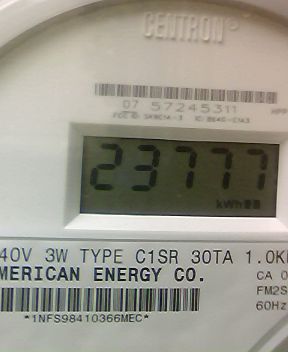 CENTRON®
07 57245311
23777
kWh
40V 3W TYPE C1SR 30TA 1.0K
MERICAN ENERGY CO.
CA 0
FM2S
60Hz
*1NFS98410366MEC*